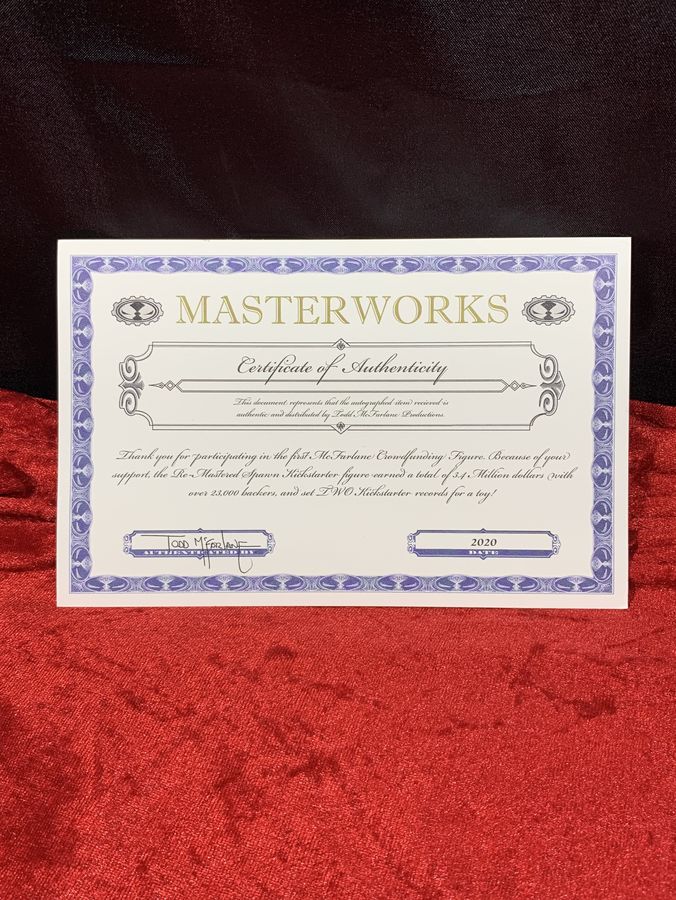 MASTERWORKS
Certificate of Authenticity
This document represents that the autographed item recieved is
authentic and distributed by Todd McFarlane Productions.
Thank you for participating in the first McFarlane Crowdfunding Figure. Because of your
support, the Re-Mastered Spawn Kickstarter figure earned a total of 3.4 Million dollars with
over 23,000 backers, and set TWO Kickstarter records for a toy!
TODD McFARLANE
AUTHENTICATED BY
2020
DATE